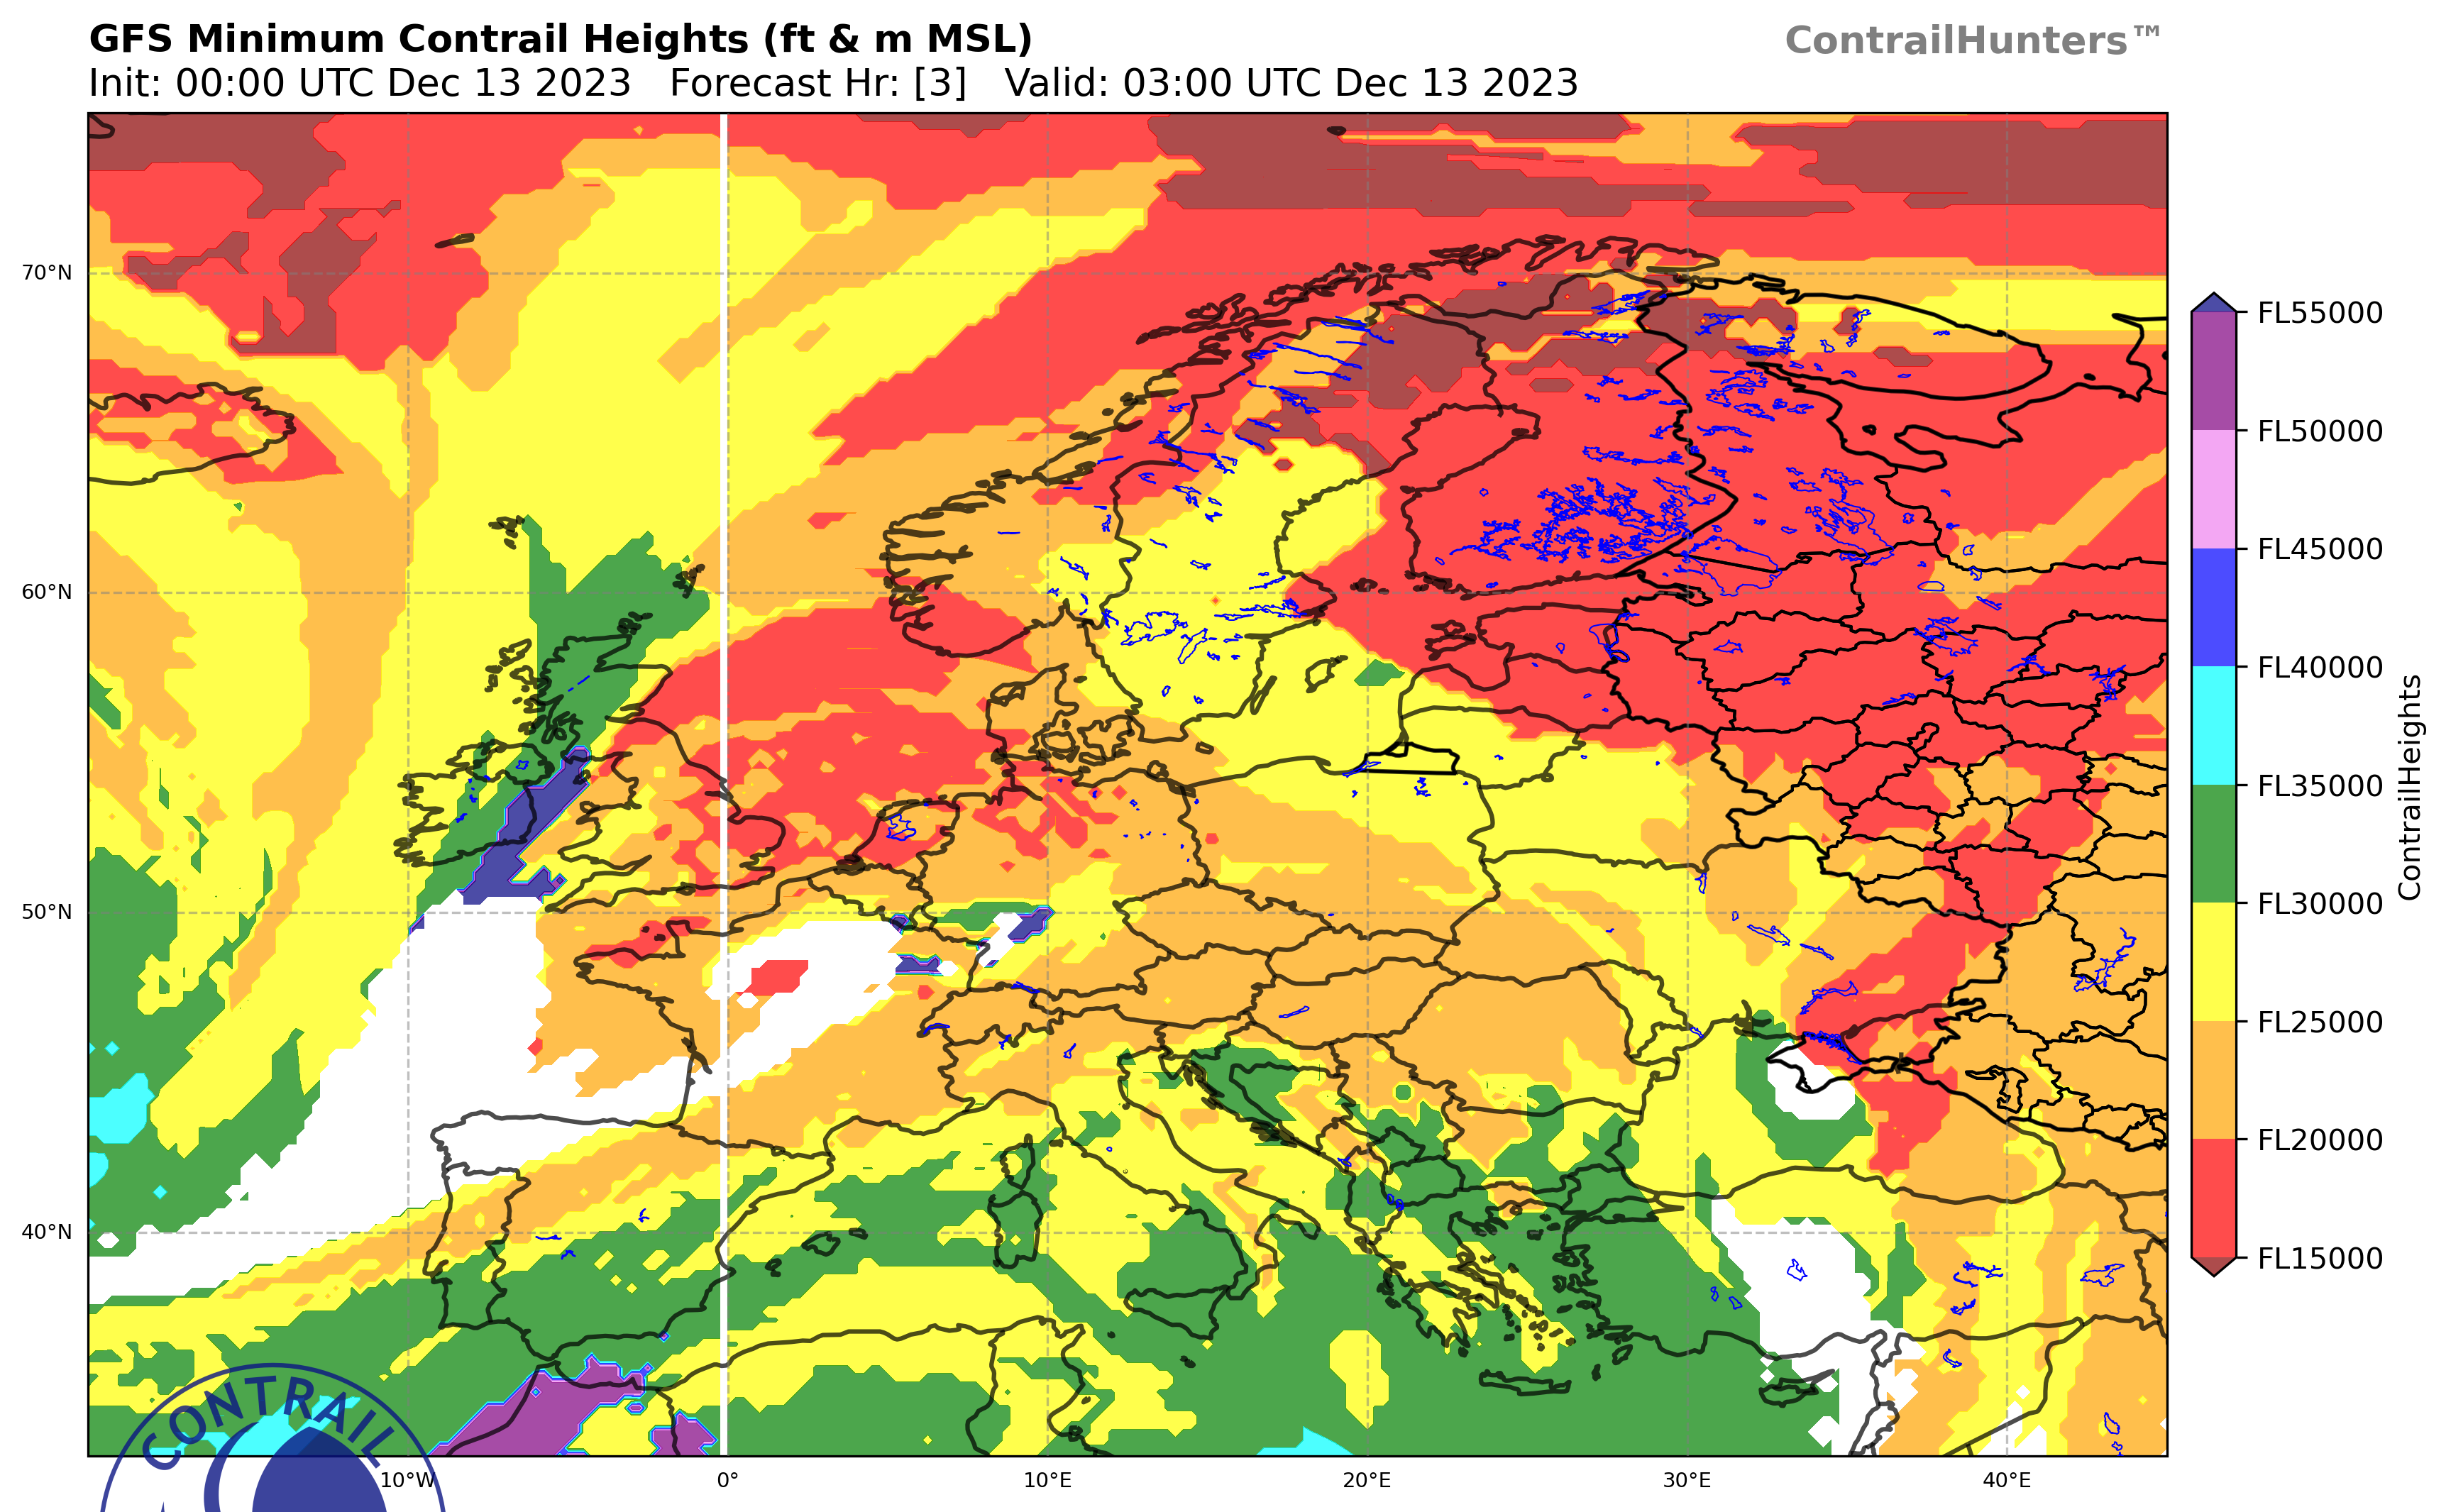 GFS Minimum Contrail Heights (ft & m MSL)
ContrailHunters™
Init: 00:00 UTC Dec 13 2023   Forecast Hr: [3]   Valid: 03:00 UTC Dec 13 2023
70°N
60°N
50°N
40°N
10°W
0°
10°E
20°E
30°E
40°E
FL55000
FL50000
FL45000
FL40000
FL35000
FL30000
FL25000
FL20000
FL15000
ContrailHeights
CONTRAIL